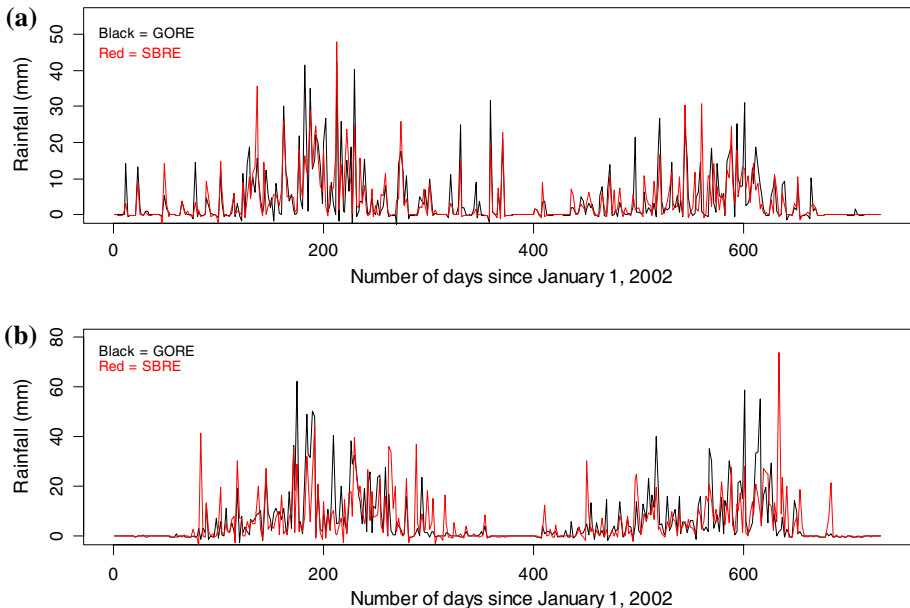 (a)
Rainfall (mm)
50
40
30
20
10
0
Black = GORE
Red = SBRE
0 200 400 600
Number of days since January 1, 2002
(b)
Rainfall (mm)
80
60
40
20
0
Black = GORE
Red = SBRE
0 200 400 600
Number of days since January 1, 2002